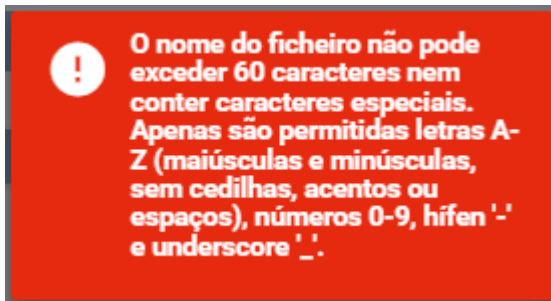 O nome do ficheiro não pode
exceder 60 caracteres nem
conter caracteres especiais.
Apenas são permitidas letras A-
Z (maiúsculas e minúsculas,
sem cedilhas, acentos ou
espaços), números 0-9, hífen '-'
e underscore '_'.